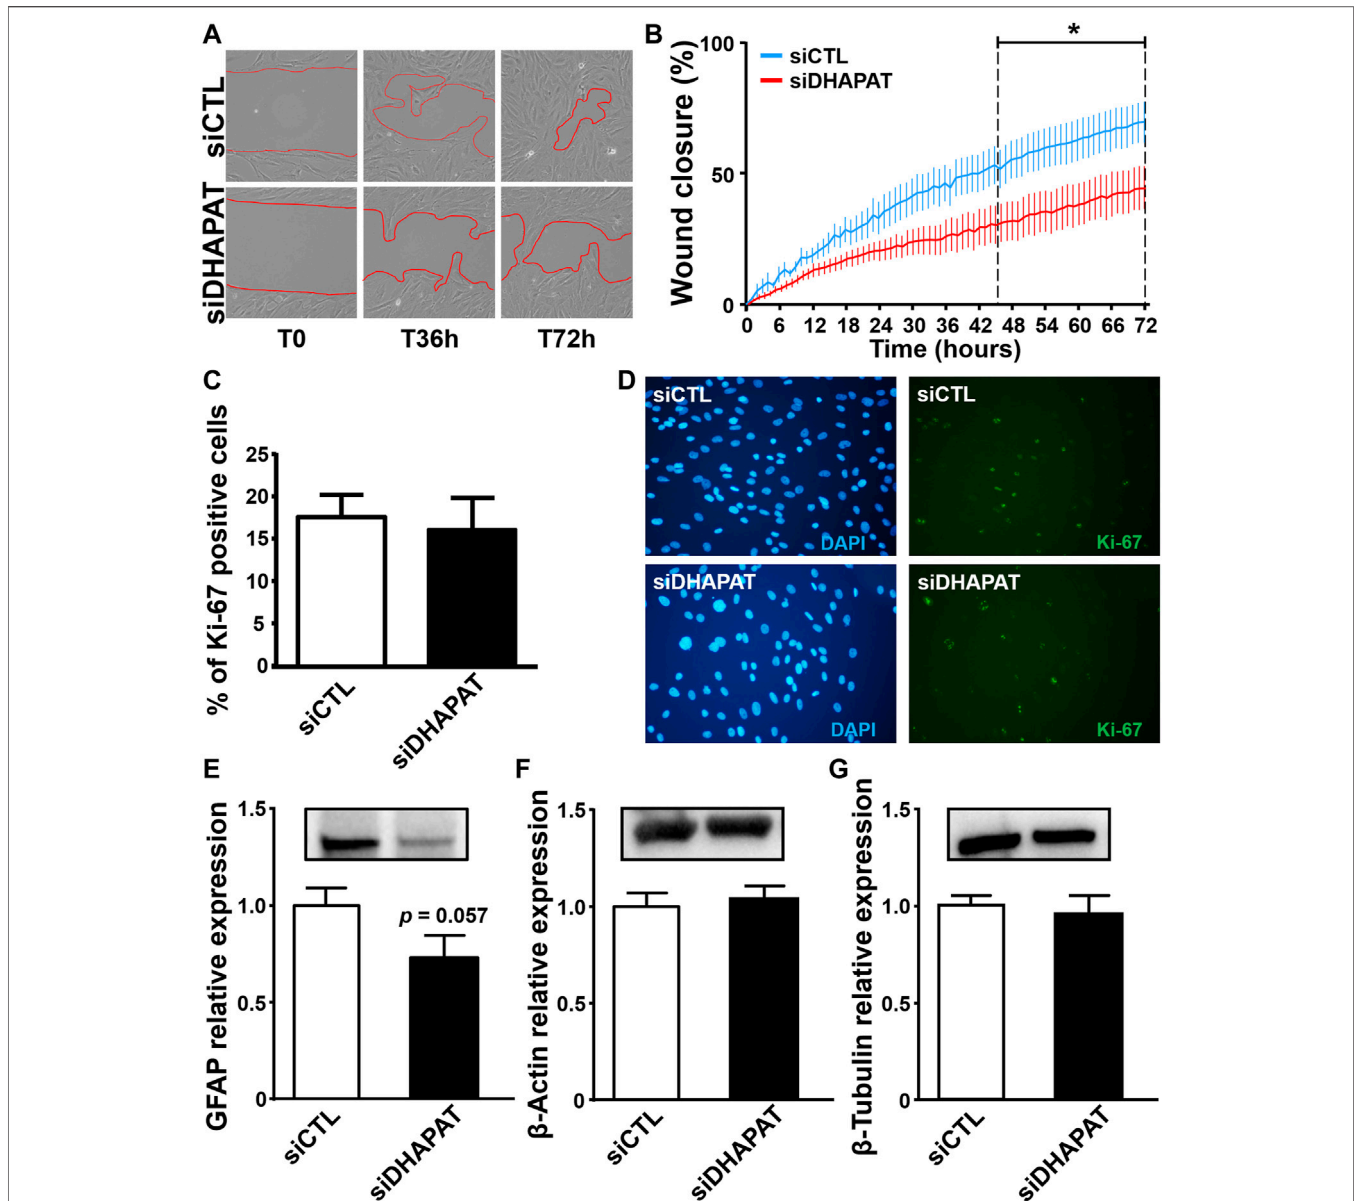 A
siCTL
siDHAPAT
T0
T36h
T72h
B
Wound closure (%)
100
50
0
siCTL
siDHAPAT
*
0 6 12 18 24 30 36 42 48 54 60 66 72
Time (hours)
C
% of Ki-67 positive cells
25
20
15
10
5
0
siCTL
siDHAPAT
D
siCTL
DAPI
siCTL
Ki-67
siDHAPAT
DAPI
siDHAPAT
Ki-67
E
GFAP relative expression
1.5
1.0
0.5
0
p = 0.057
siCTL
siDHAPAT
F
β-Actin relative expression
1.5
1.0
0.5
0
siCTL
siDHAPAT
G
β-Tubulin relative expression
1.5
1.0
0.5
0
siCTL
siDHAPAT